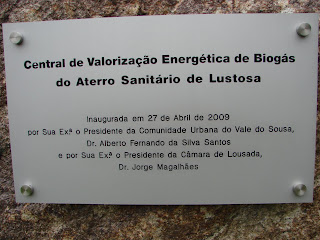 Central de Valorização Energética de Biogás
do Aterro Sanitário de Lustosa
Inaugurada em 27 de Abril de 2009
por Sua Exª o Presidente da Comunidade Urbana do Vale do Sousa,
Dr. Alberto Fernando da Silva Santos
e por Sua Exª o Presidente da Câmara de Lousada,
Dr. Jorge Magalhães